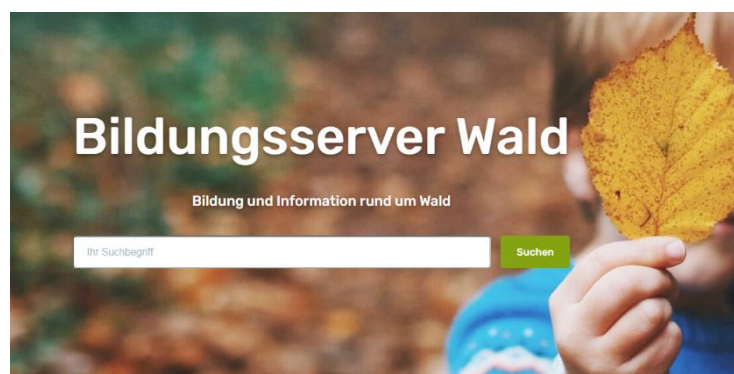 Bildungsserver Wald
Bildung und Information rund um Wald
Ihr Suchbegriff
Suchen